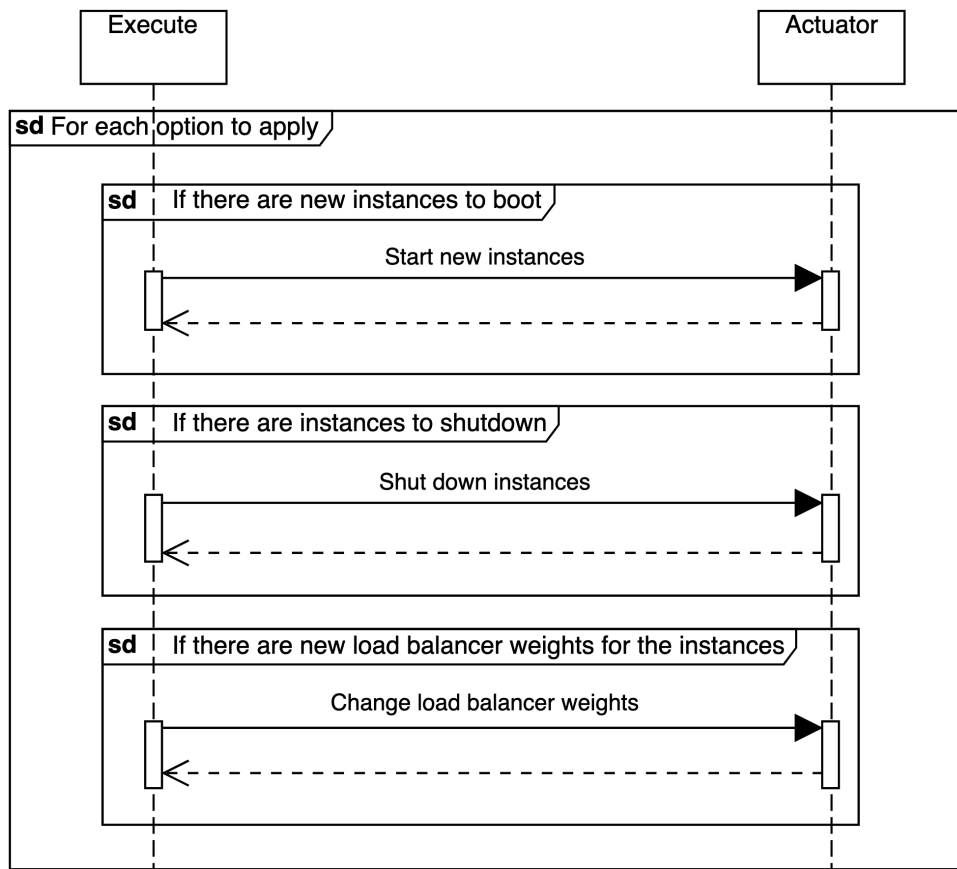 Execute
Actuator
sd For each option to apply
sd If there are new instances to boot
Start new instances
sd If there are instances to shutdown
Shut down instances
sd If there are new load balancer weights for the instances
Change load balancer weights